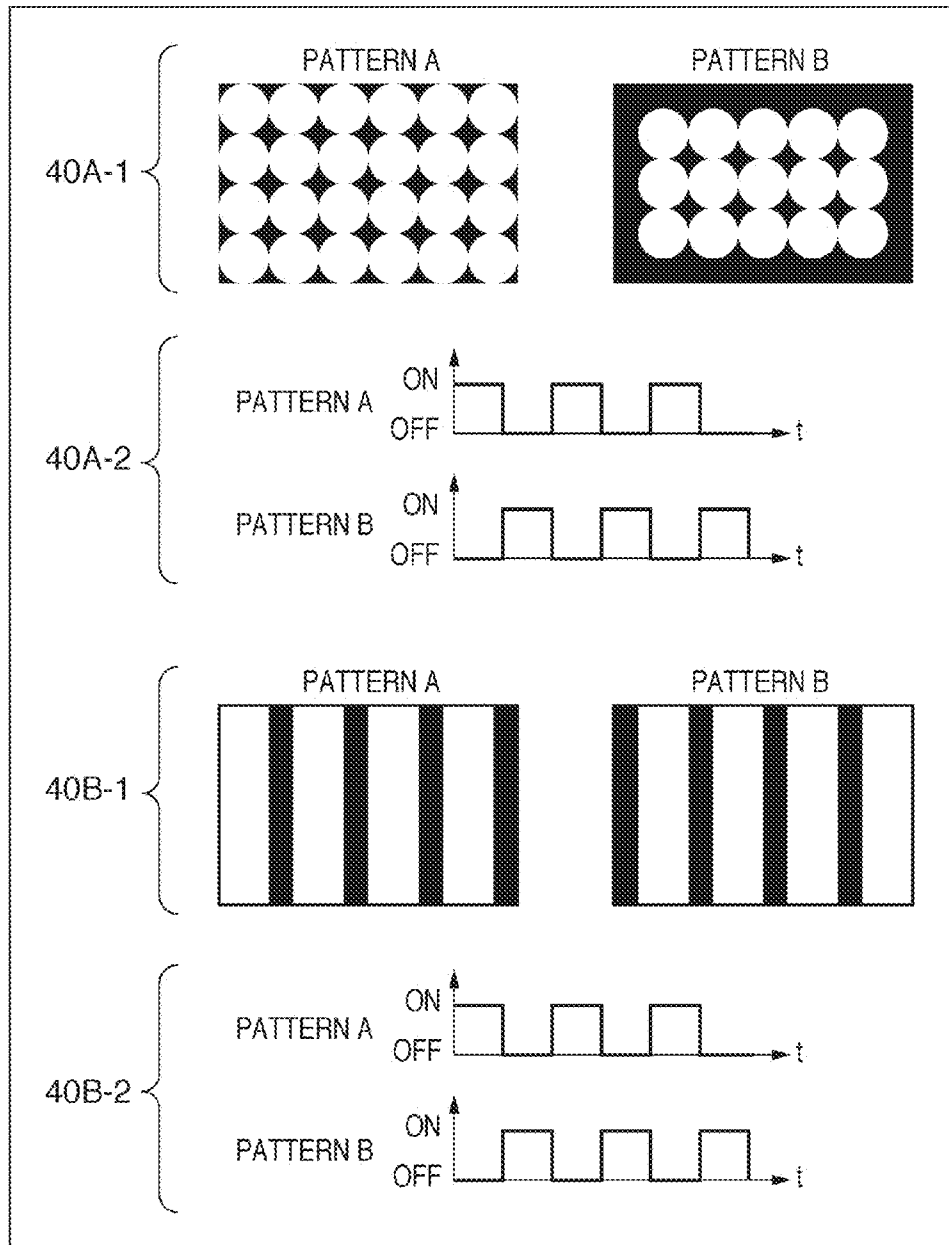 PATTERN A PATTERN B
40A-1
ON
PATTERN A
OFF t
40A-2
ON
PATTERN B
OFF t
PATTERN A PATTERN B
40B-1
ON
PATTERN A
OFF t
40B-2
ON
PATTERN B
OFF t